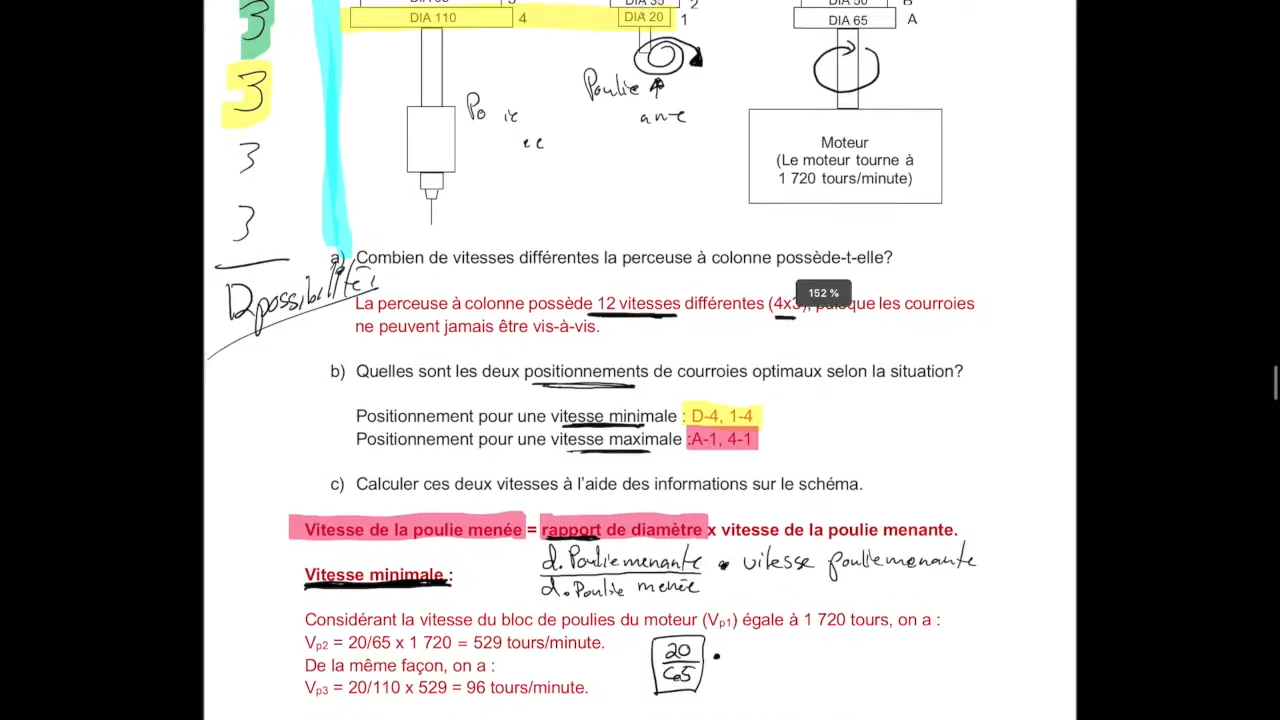 3
3
3
3
12 possibilités
DIA 110 4
DIA 35 2
DIA 20 1
DIA 50 B
DIA 65 A
Poulie
Moteur
(Le moteur tourne à
1 720 tours/minute)
a) Combien de vitesses différentes la perceuse à colonne possède-t-elle?
La perceuse à colonne possède 12 vitesses différentes (4x3), puisque les courroies
152 %
ne peuvent jamais être vis-à-vis.
b) Quelles sont les deux positionnements de courroies optimaux selon la situation?
Positionnement pour une vitesse minimale : D-4, 1-4
Positionnement pour une vitesse maximale :A-1, 4-1
c) Calculer ces deux vitesses à l'aide des informations sur le schéma.
Vitesse de la poulie menée = rapport de diamètre x vitesse de la poulie menante.
d. Poulie menante • vitesse poulie menante
d. Poulie menée
Vitesse minimale :
Considérant la vitesse du bloc de poulies du moteur (Vp1) égale à 1 720 tours, on a :
Vp2 = 20/65 x 1 720 = 529 tours/minute.
20 •
65
De la même façon, on a :
Vp3 = 20/110 x 529 = 96 tours/minute.